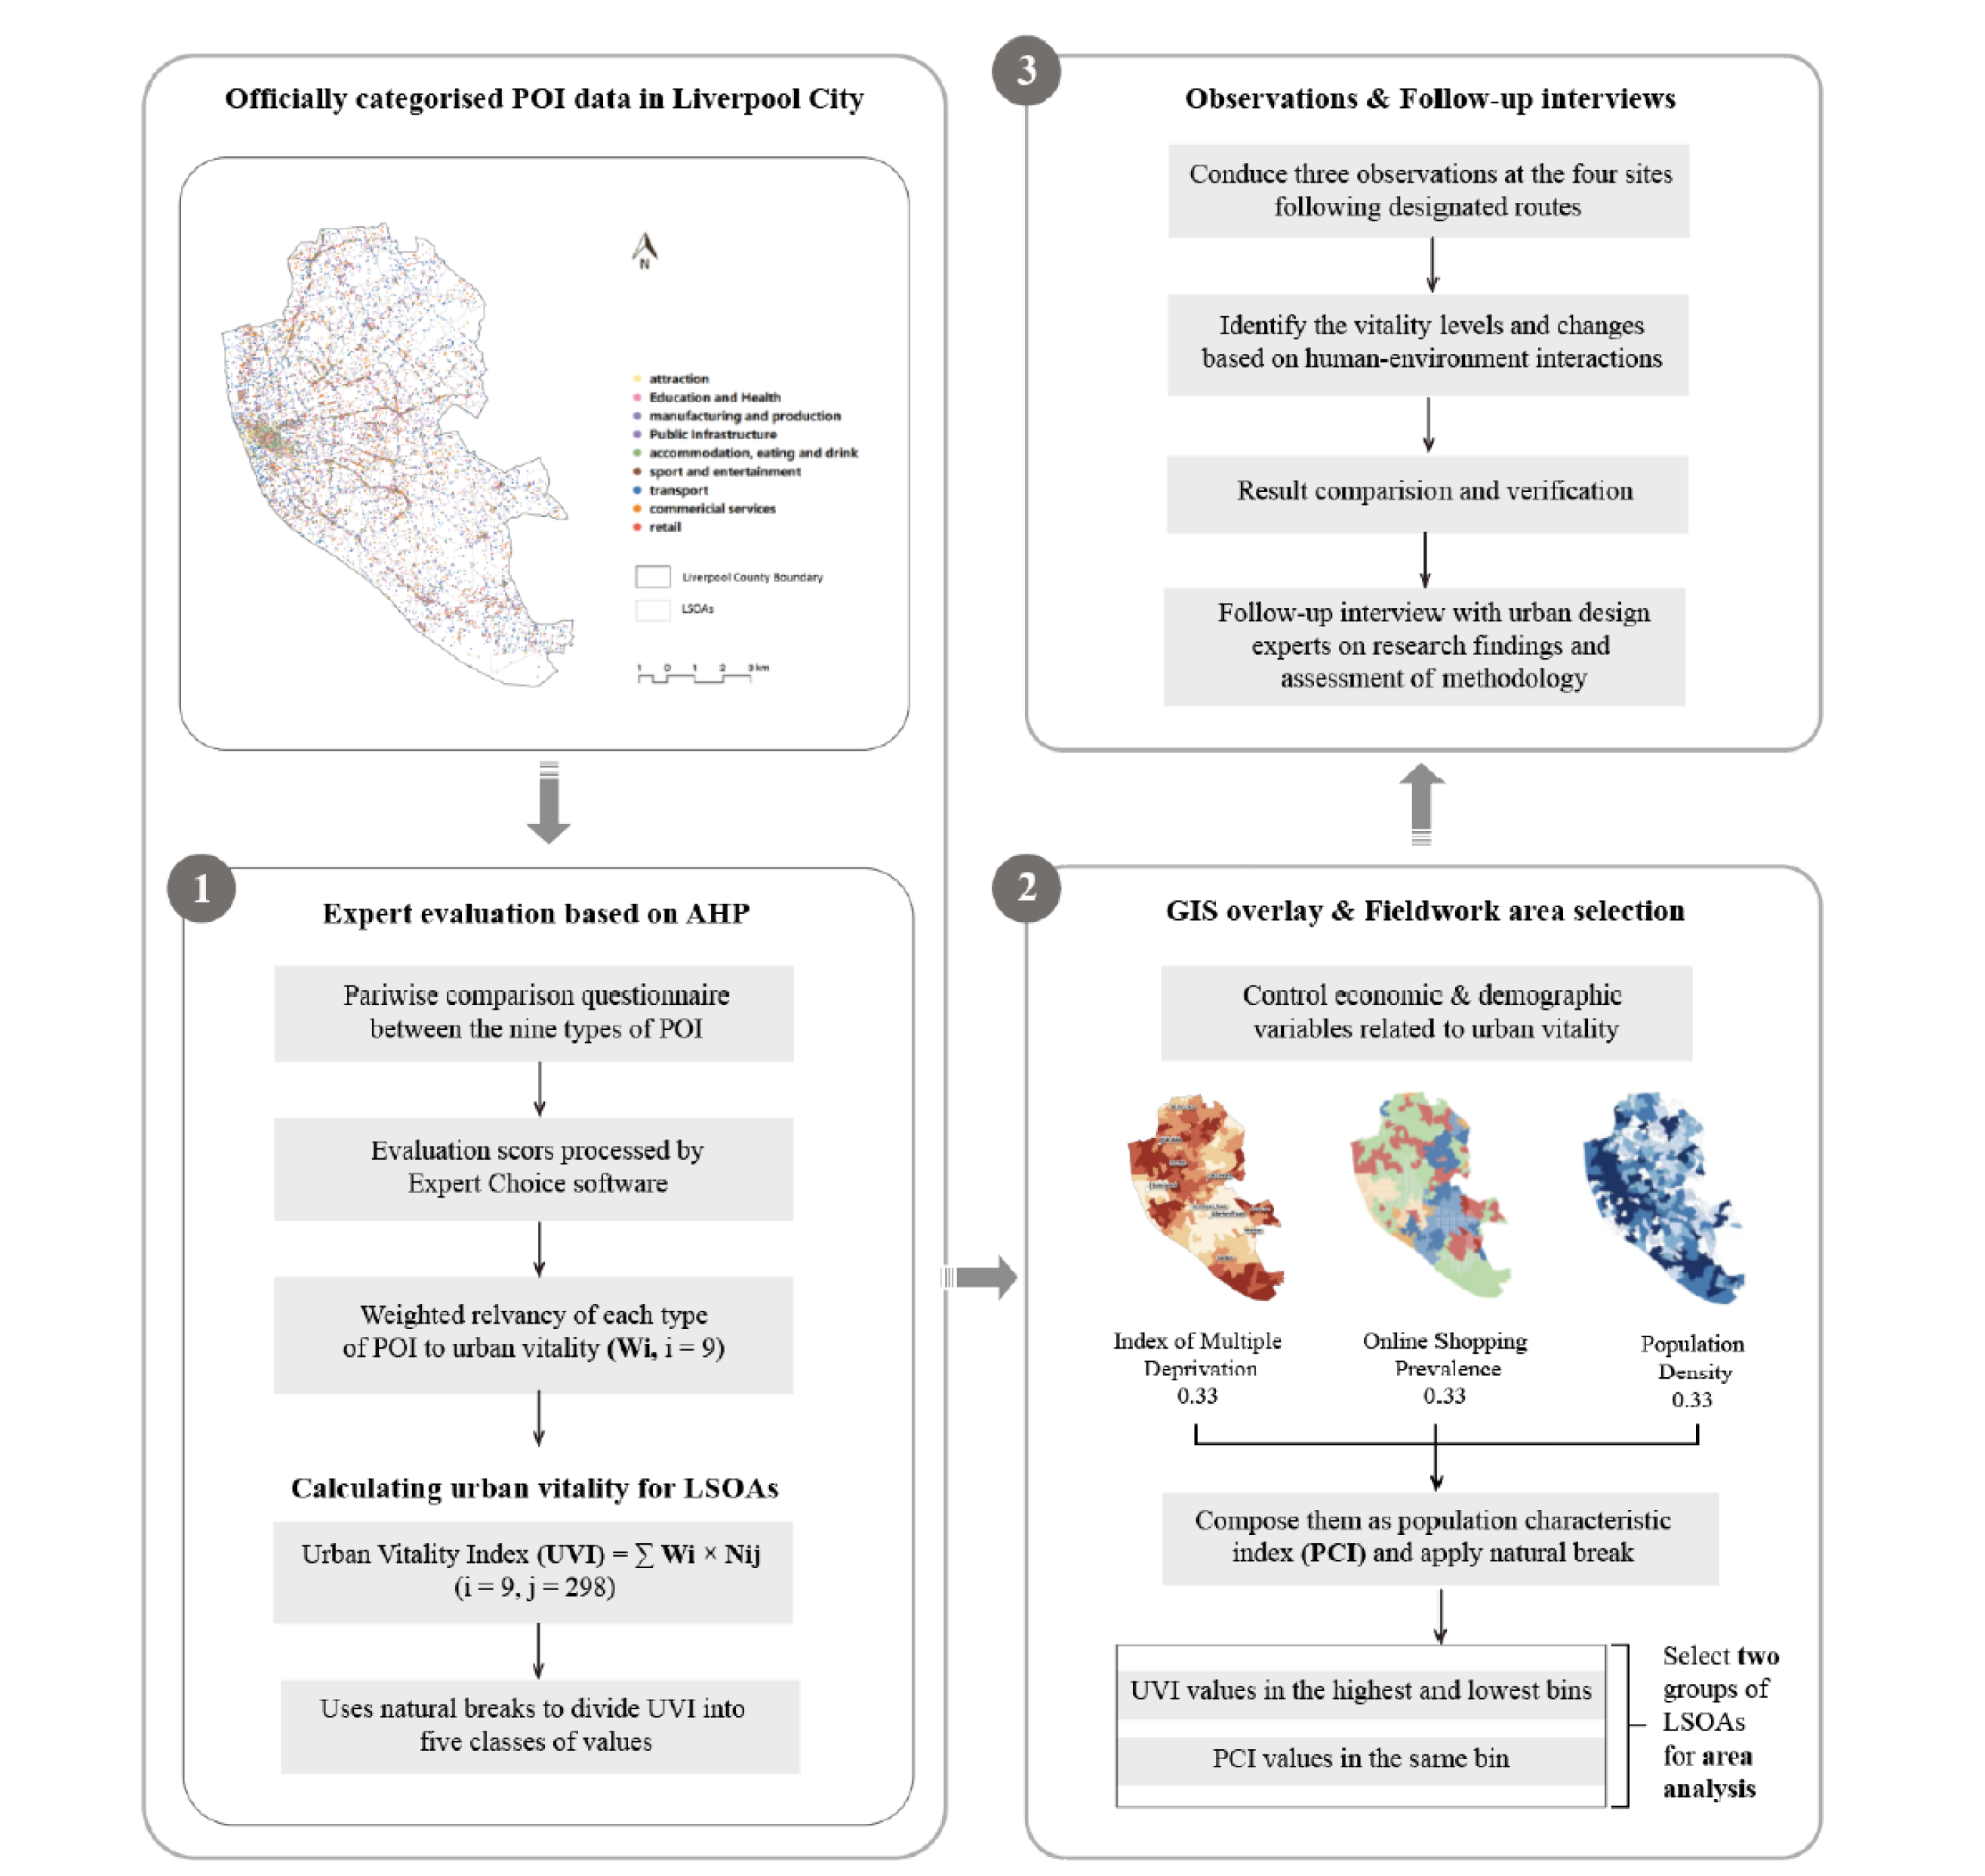 Officially categorised POI data in Liverpool City
N
attraction
Education and Health
manufacturing and production
Public Infrastructure
accommodation, eating and drink
sport and entertainment
transport
commericial services
retail
Liverpool County Boundary
LSOAs
1 0 1 2 3 km
1
Expert evaluation based on AHP
Pariwise comparison questionnaire
between the nine types of POI
Evaluation scors processed by
Expert Choice software
Weighted relvancy of each type
of POI to urban vitality (Wi, i = 9)
Calculating urban vitality for LSOAs
Urban Vitality Index (UVI) = ∑ Wi × Nij
(i = 9, j = 298)
Uses natural breaks to divide UVI into
five classes of values
2
GIS overlay & Fieldwork area selection
Control economic & demographic
variables related to urban vitality
Index of Multiple
Deprivation
0.33
Online Shopping
Prevalence
0.33
Population
Density
0.33
Compose them as population characteristic
index (PCI) and apply natural break
UVI values in the highest and lowest bins
PCI values in the same bin
Select two
groups of
LSOAs
for area
analysis
3
Observations & Follow-up interviews
Conduce three observations at the four sites
following designated routes
Identify the vitality levels and changes
based on human-environment interactions
Result comparision and verification
Follow-up interview with urban design
experts on research findings and
assessment of methodology